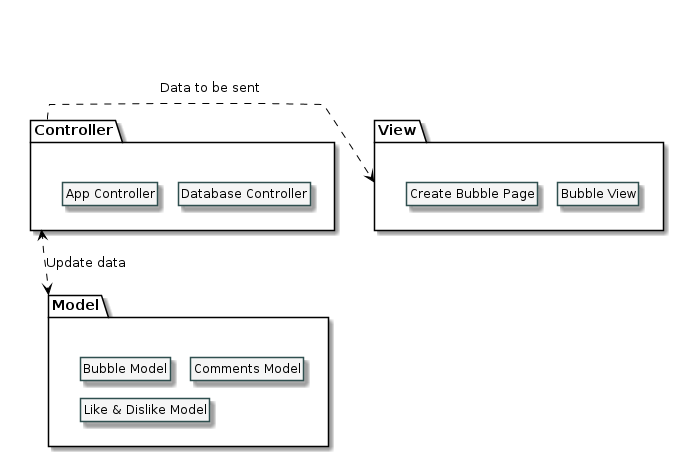 Data to be sent
Controller
View
App Controller
Database Controller
Create Bubble Page
Bubble View
Update data
Model
Bubble Model
Comments Model
Like & Dislike Model